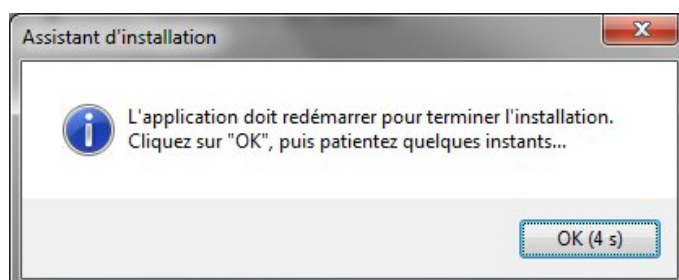 Assistant d'installation
L'application doit redémarrer pour terminer l'installation.
Cliquez sur "OK", puis patientez quelques instants...
OK (4 s)